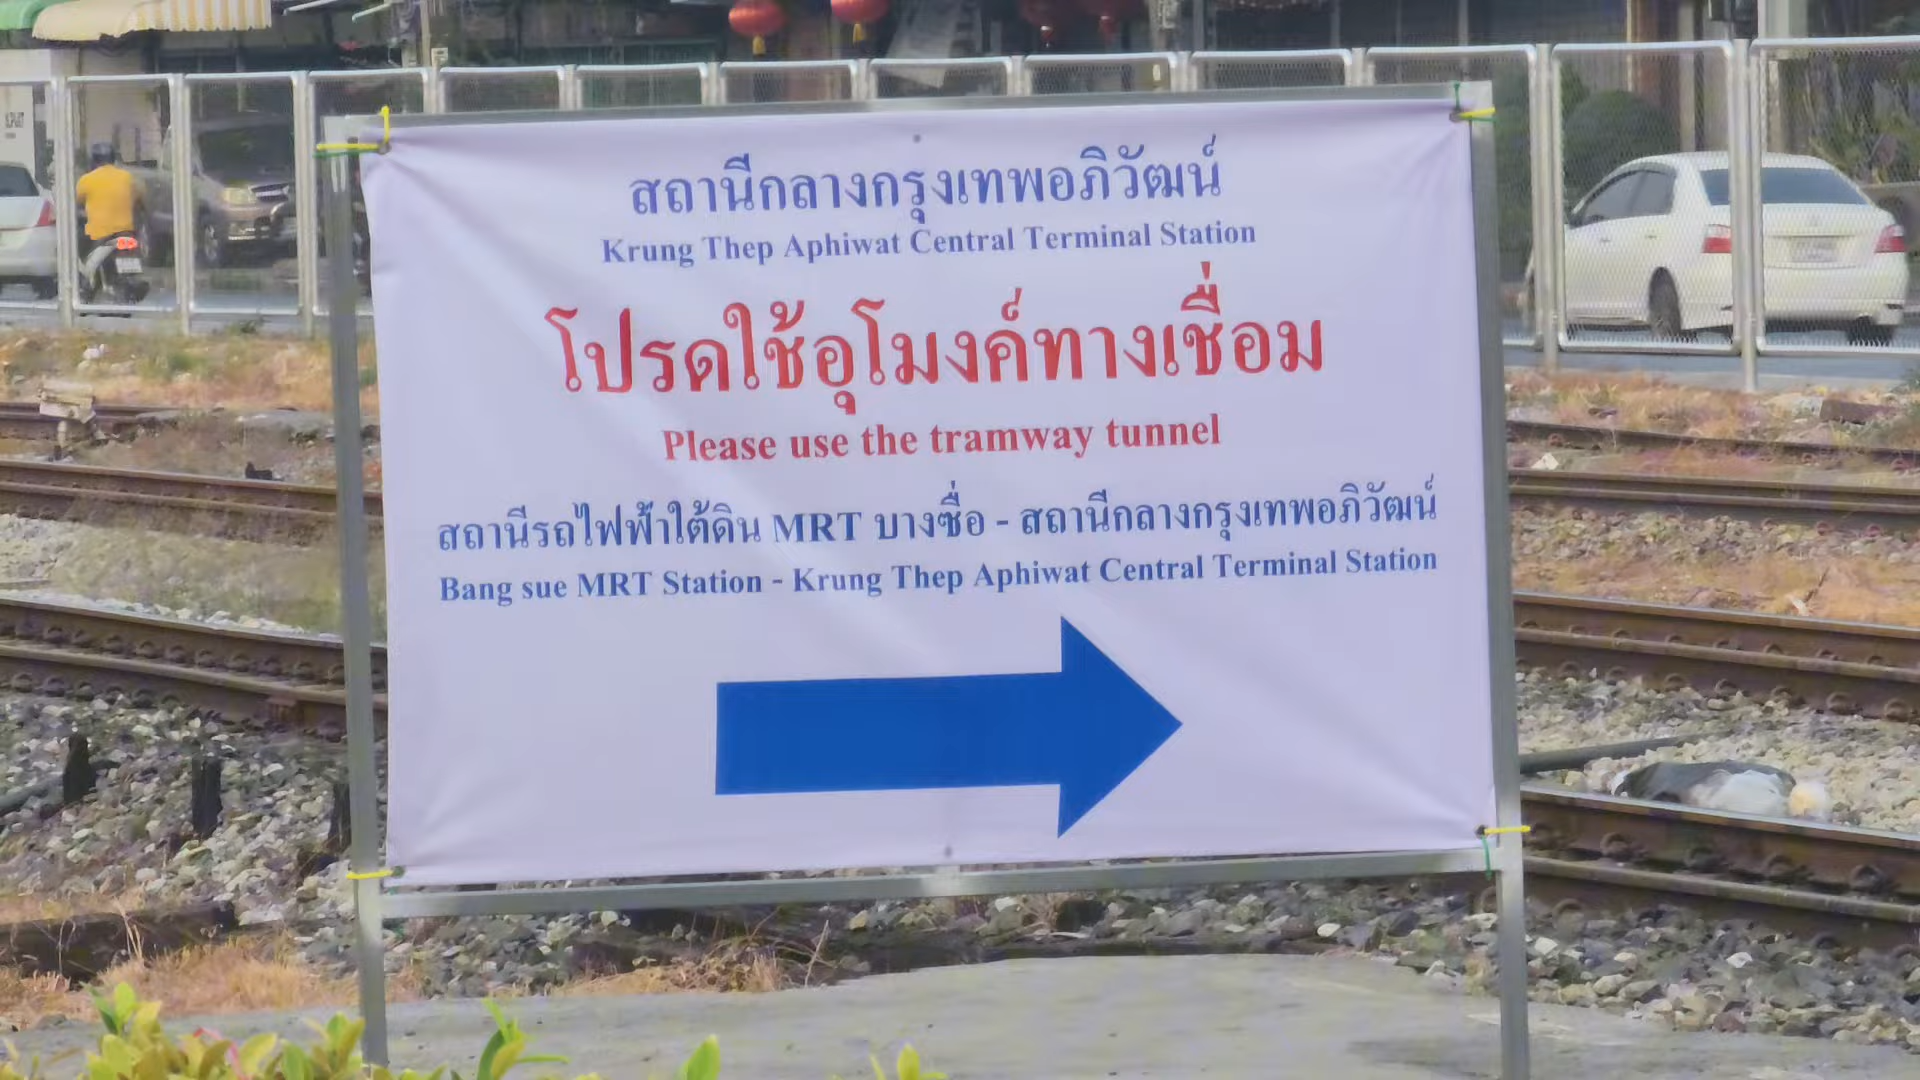 สถานีกลางกรุงเทพอภิวัฒน์
Krung Thep Aphiwat Central Terminal Station
โปรดใช้อุโมงค์ทางเชื่อม
Please use the tramway tunnel
สถานีรถไฟฟ้าใต้ดิน MRT บางซื่อ - สถานีกลางกรุงเทพอภิวัฒน์
Bang sue MRT Station - Krung Thep Aphiwat Central Terminal Station